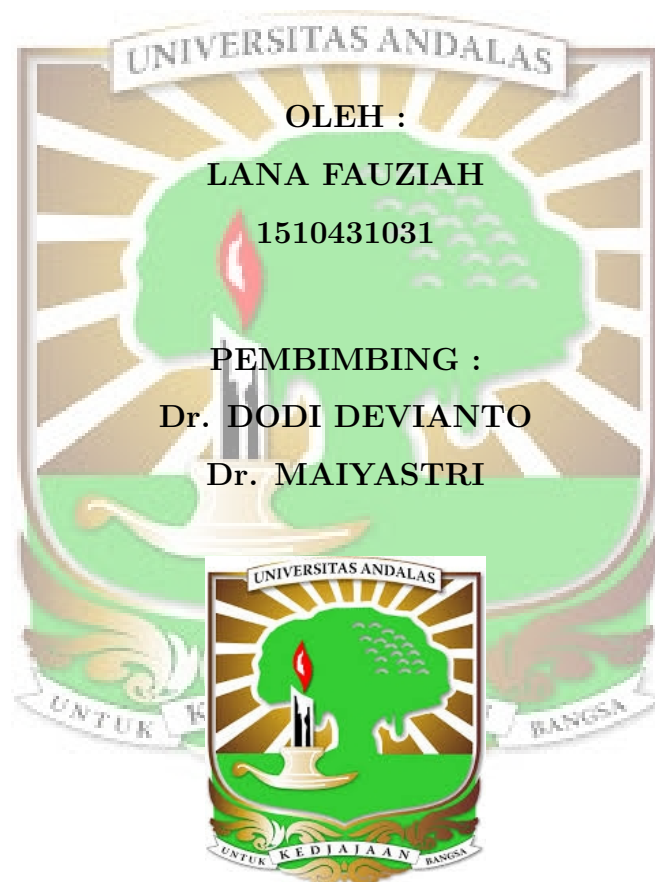 UNIVERSITAS ANDALAS
OLEH :
LANA FAUZIAH
1510431031
PEMBIMBING :
Dr. DODI DEVIANTO
Dr. MAIYASTRI
UNIVERSITAS ANDALAS
UNTUK K BANGSA
UNTUK KEDJAJAAN BANGSA